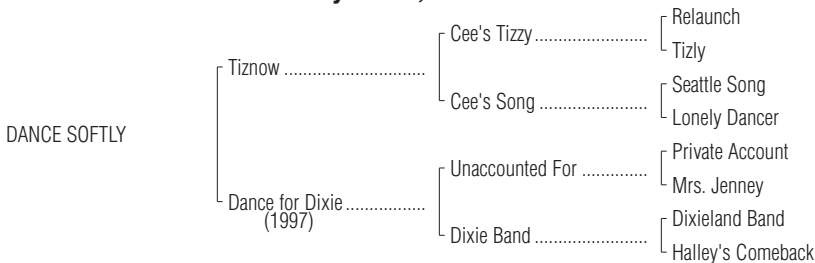 Relaunch
Cee's Tizzy
Tizly
Tiznow
Seattle Song
Cee's Song
Lonely Dancer
DANCE SOFTLY
Private Account
Unaccounted For
Mrs. Jenney
Dance for Dixie
(1997)
Dixieland Band
Dixie Band
Halley's Comeback